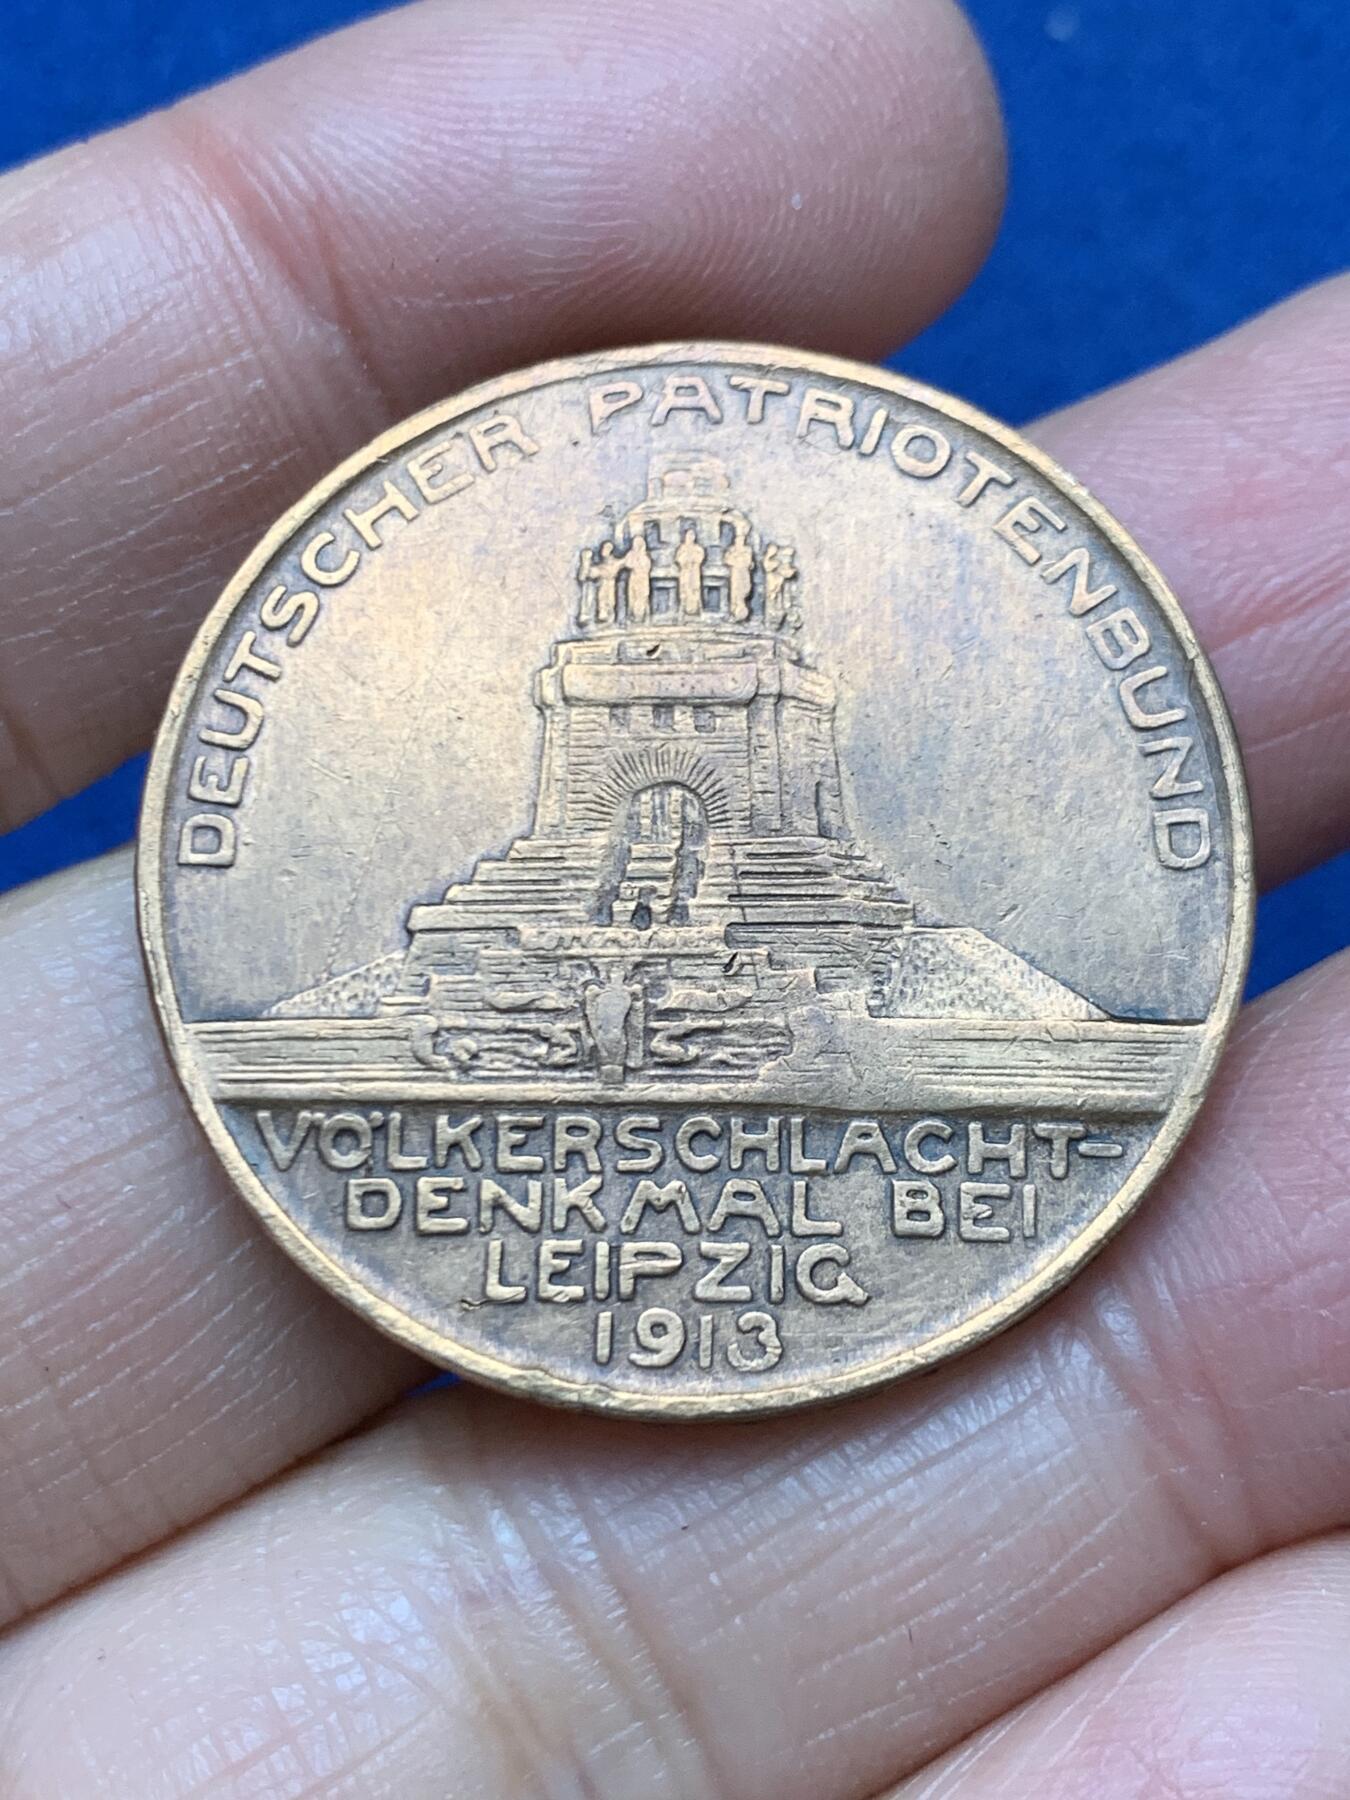 DEUTSCHER PATRIOTENBUND
VÖLKERSCHLACHT-
DENKMAL BEI
LEIPZIG
1913